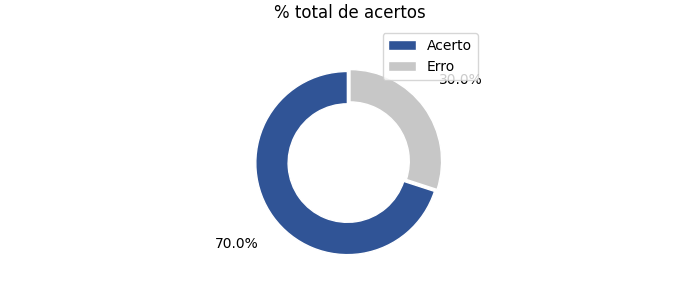 % total de acertos
Acerto
Erro
30.0%
70.0%